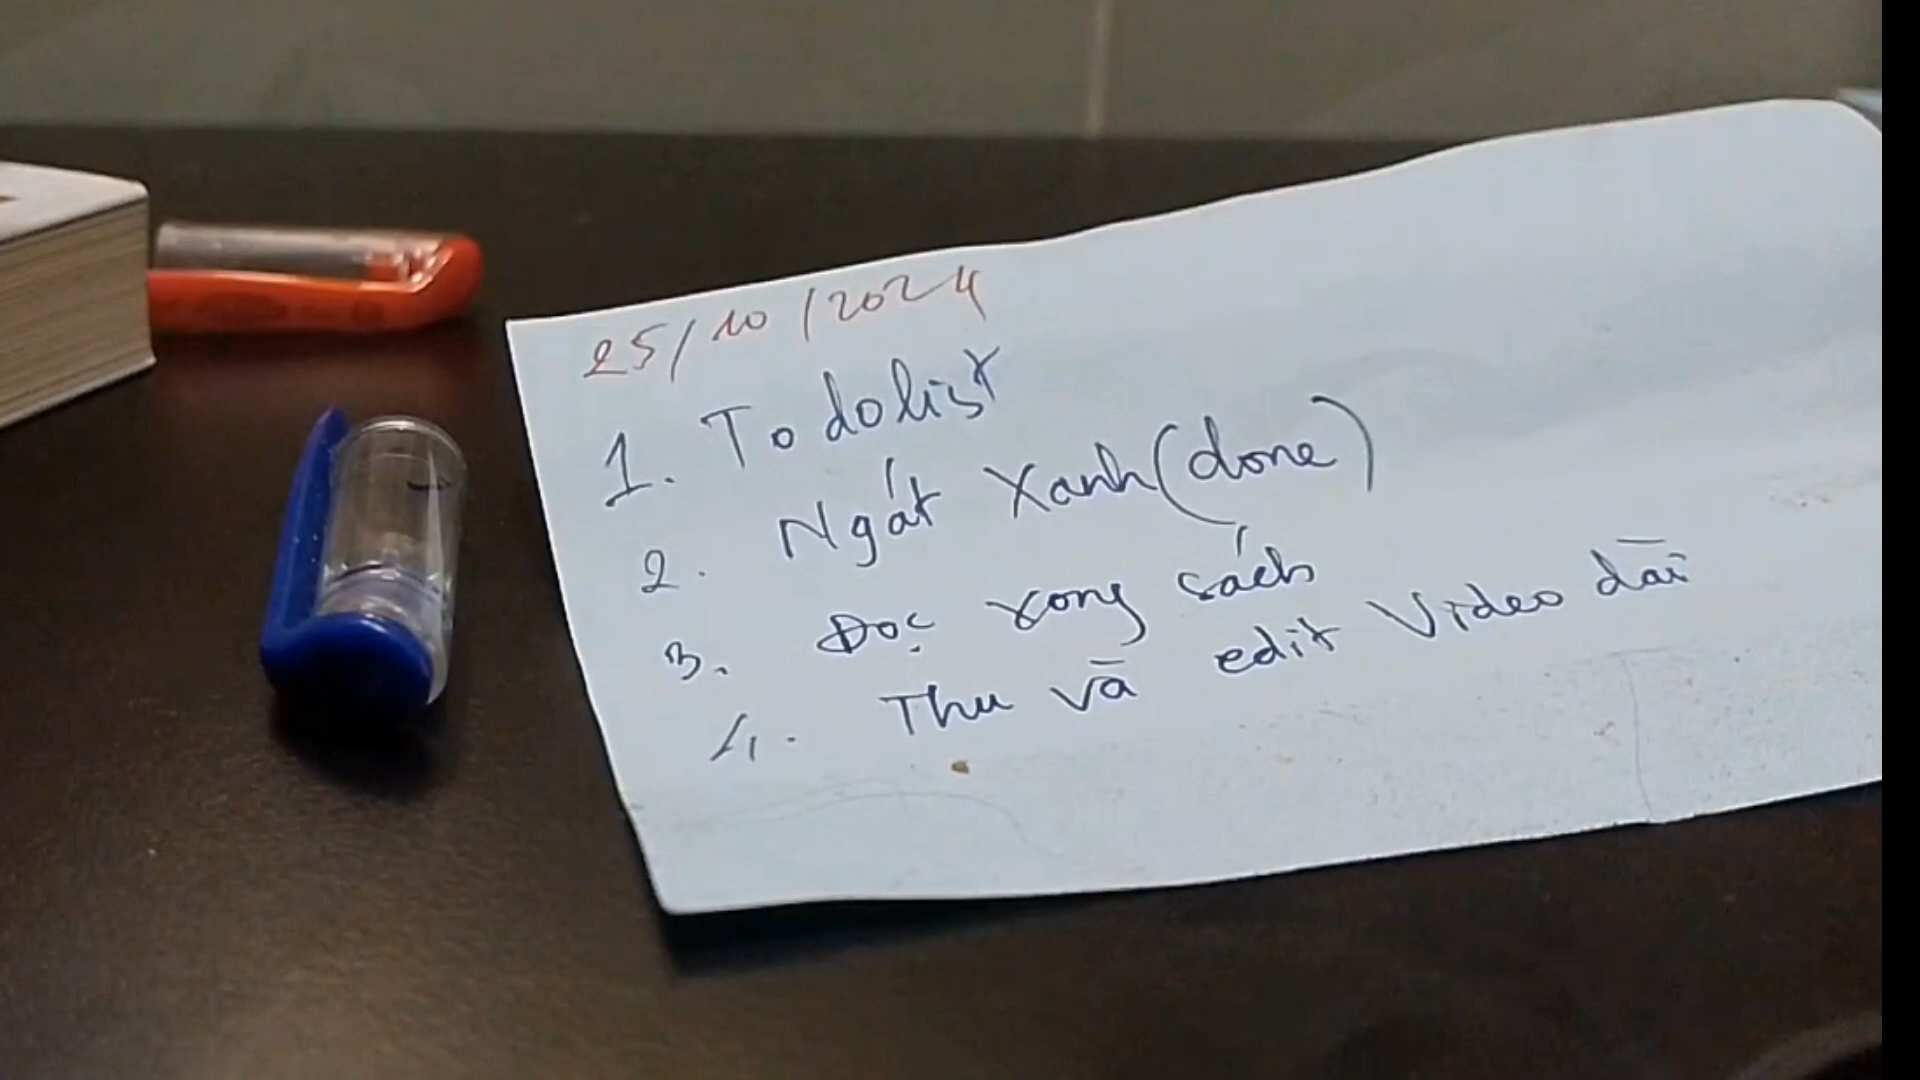 25/10/2024
1. To do list
2. Ngát Xanh (done)
3. Đọc xong sách
4. Thu và edit Video dài